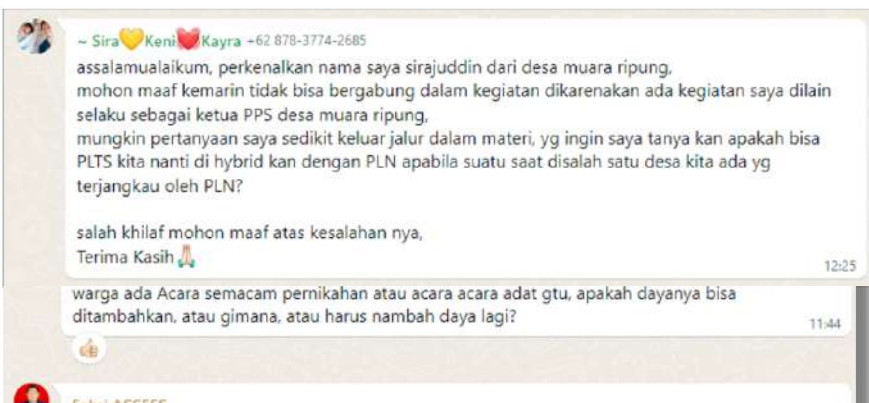 ~ Sira💛Keni❤️Kayra +62 878-3774-2685
assalamualaikum, perkenalkan nama saya sirajuddin dari desa muara ripung,
mohon maaf kemarin tidak bisa bergabung dalam kegiatan dikarenakan ada kegiatan saya dilain
selaku sebagai ketua PPS desa muara ripung,
mungkin pertanyaan saya sedikit keluar jalur dalam materi, yg ingin saya tanya kan apakah bisa
PLTS kita nanti di hybrid kan dengan PLN apabila suatu saat disalah satu desa kita ada yg
terjangkau oleh PLN?
salah khilaf mohon maaf atas kesalahan nya,
Terima Kasih🙏🏻
12:25
warga ada Acara semacam pernikahan atau acara acara adat gtu, apakah dayanya bisa
ditambahkan, atau gimana, atau harus nambah daya lagi?
11:44